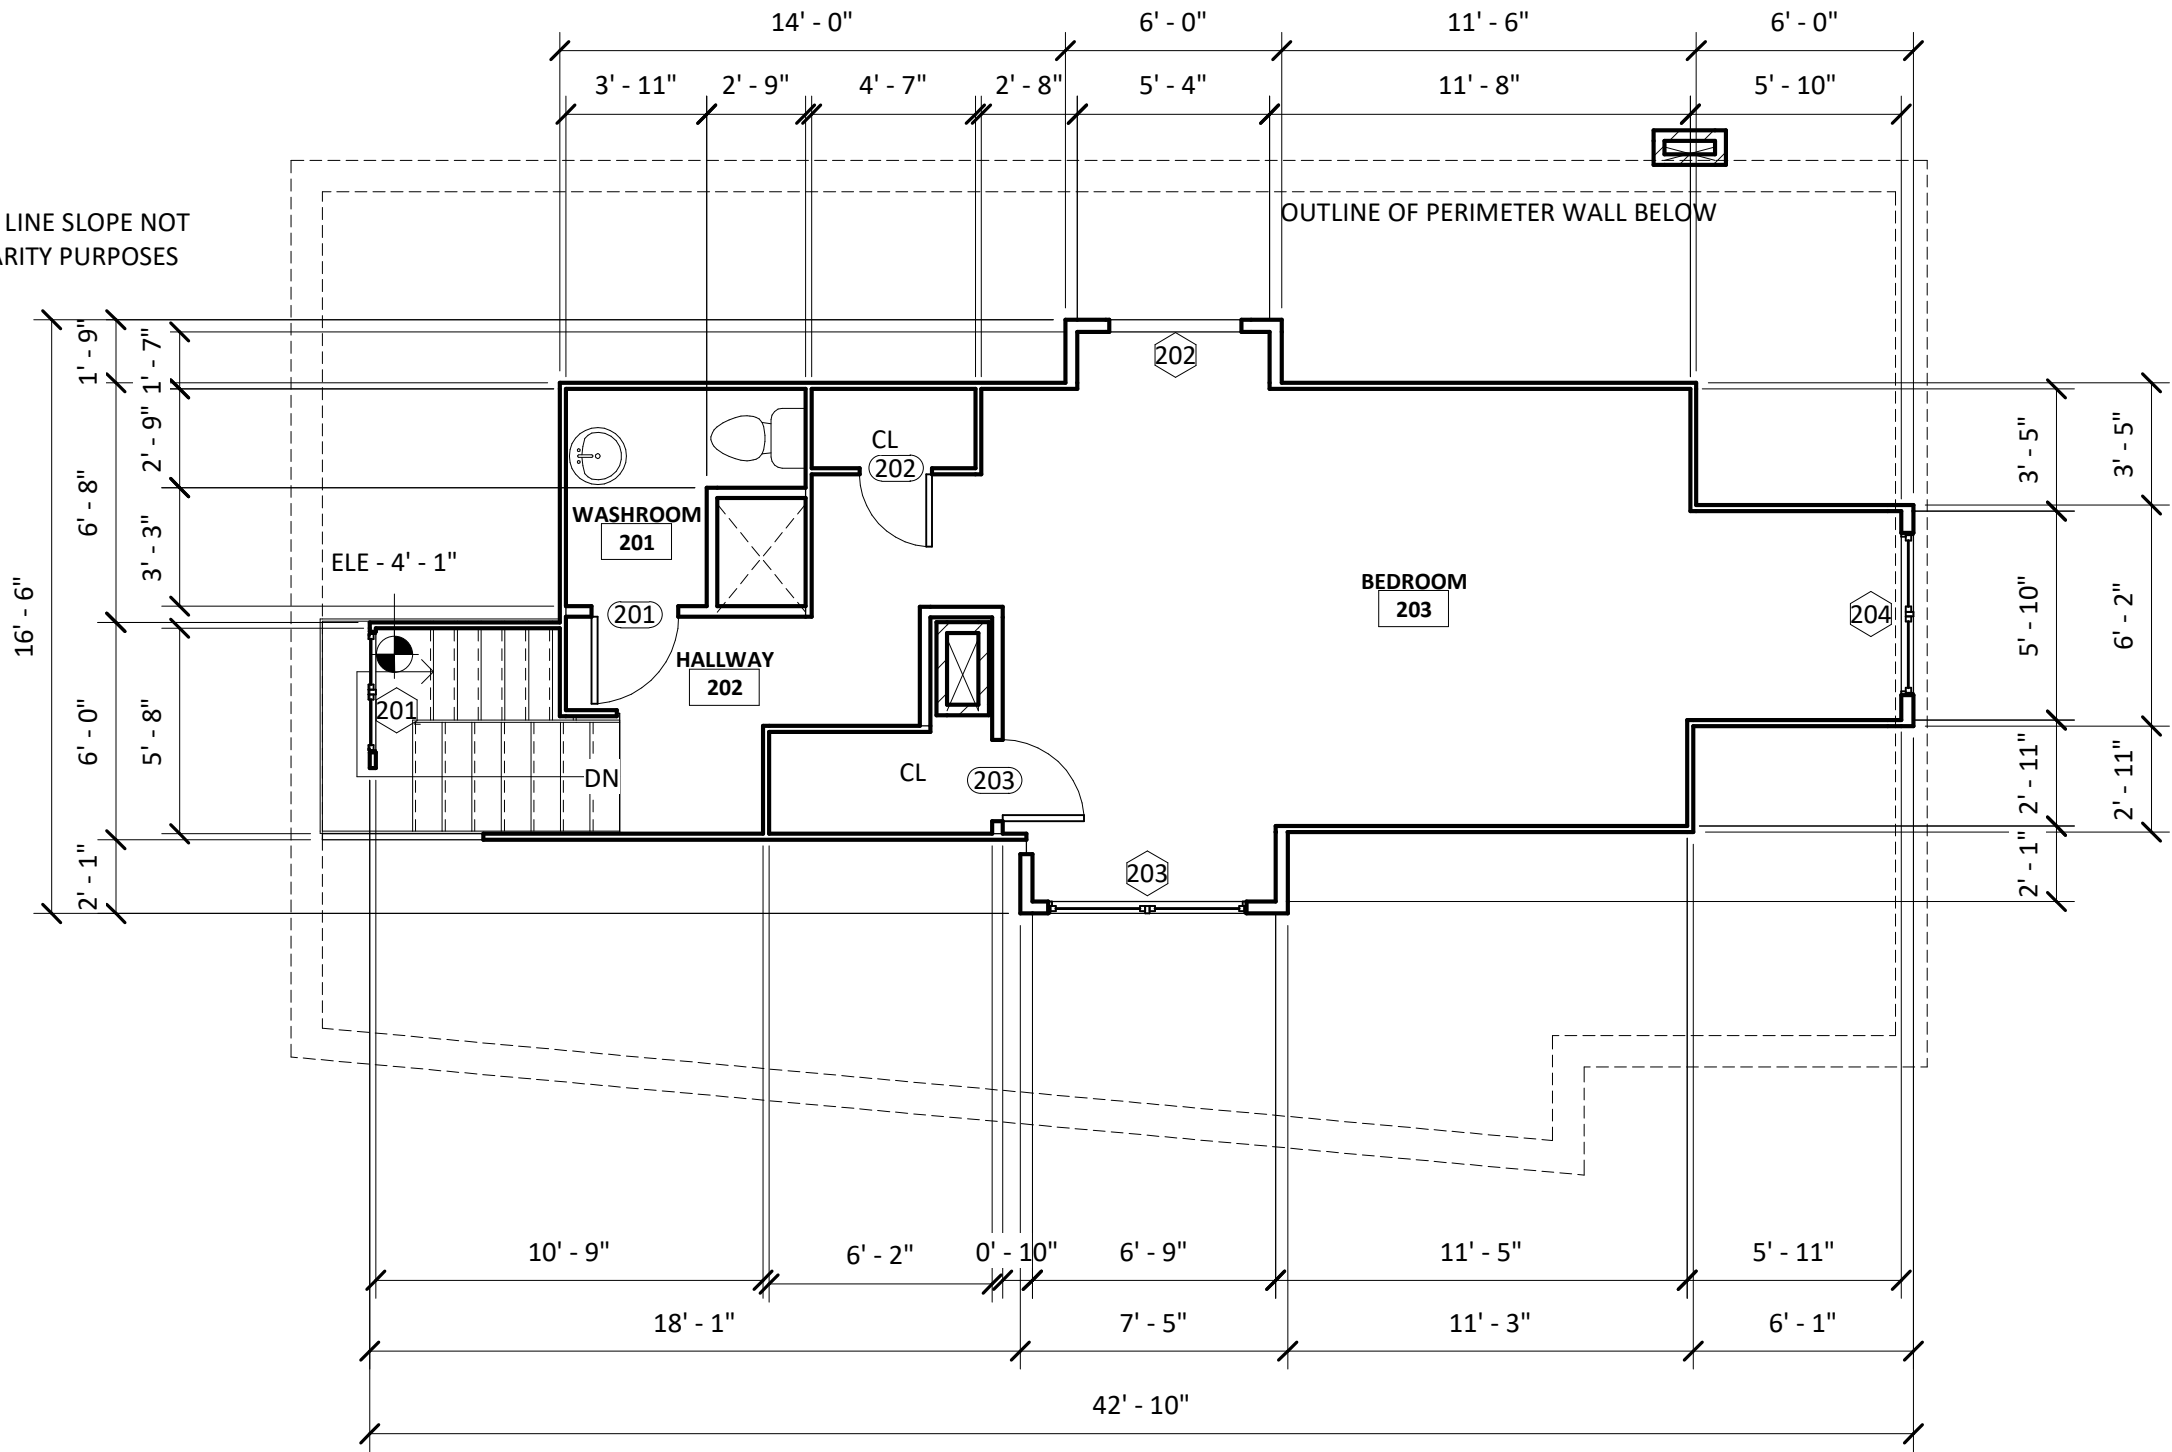 14' - 0"
6' - 0"
11' - 6"
6' - 0"
3' - 11"
2' - 9"
4' - 7"
2' - 8"
5' - 4"
11' - 8"
5' - 10"
LINE SLOPE NOT
ARITY PURPOSES
OUTLINE OF PERIMETER WALL BELOW
16' - 6"
1' - 9"
6' - 8"
6' - 0"
2' - 1"
1' - 7"
2' - 9"
3' - 3"
5' - 8"
202
CL
202
WASHROOM
201
ELE - 4' - 1"
201
HALLWAY
202
BEDROOM
203
204
201
DN
CL
203
203
3' - 5"
5' - 10"
2' - 11"
2' - 1"
3' - 5"
6' - 2"
2' - 11"
10' - 9"
6' - 2"
0' - 10"
6' - 9"
11' - 5"
5' - 11"
18' - 1"
7' - 5"
11' - 3"
6' - 1"
42' - 10"